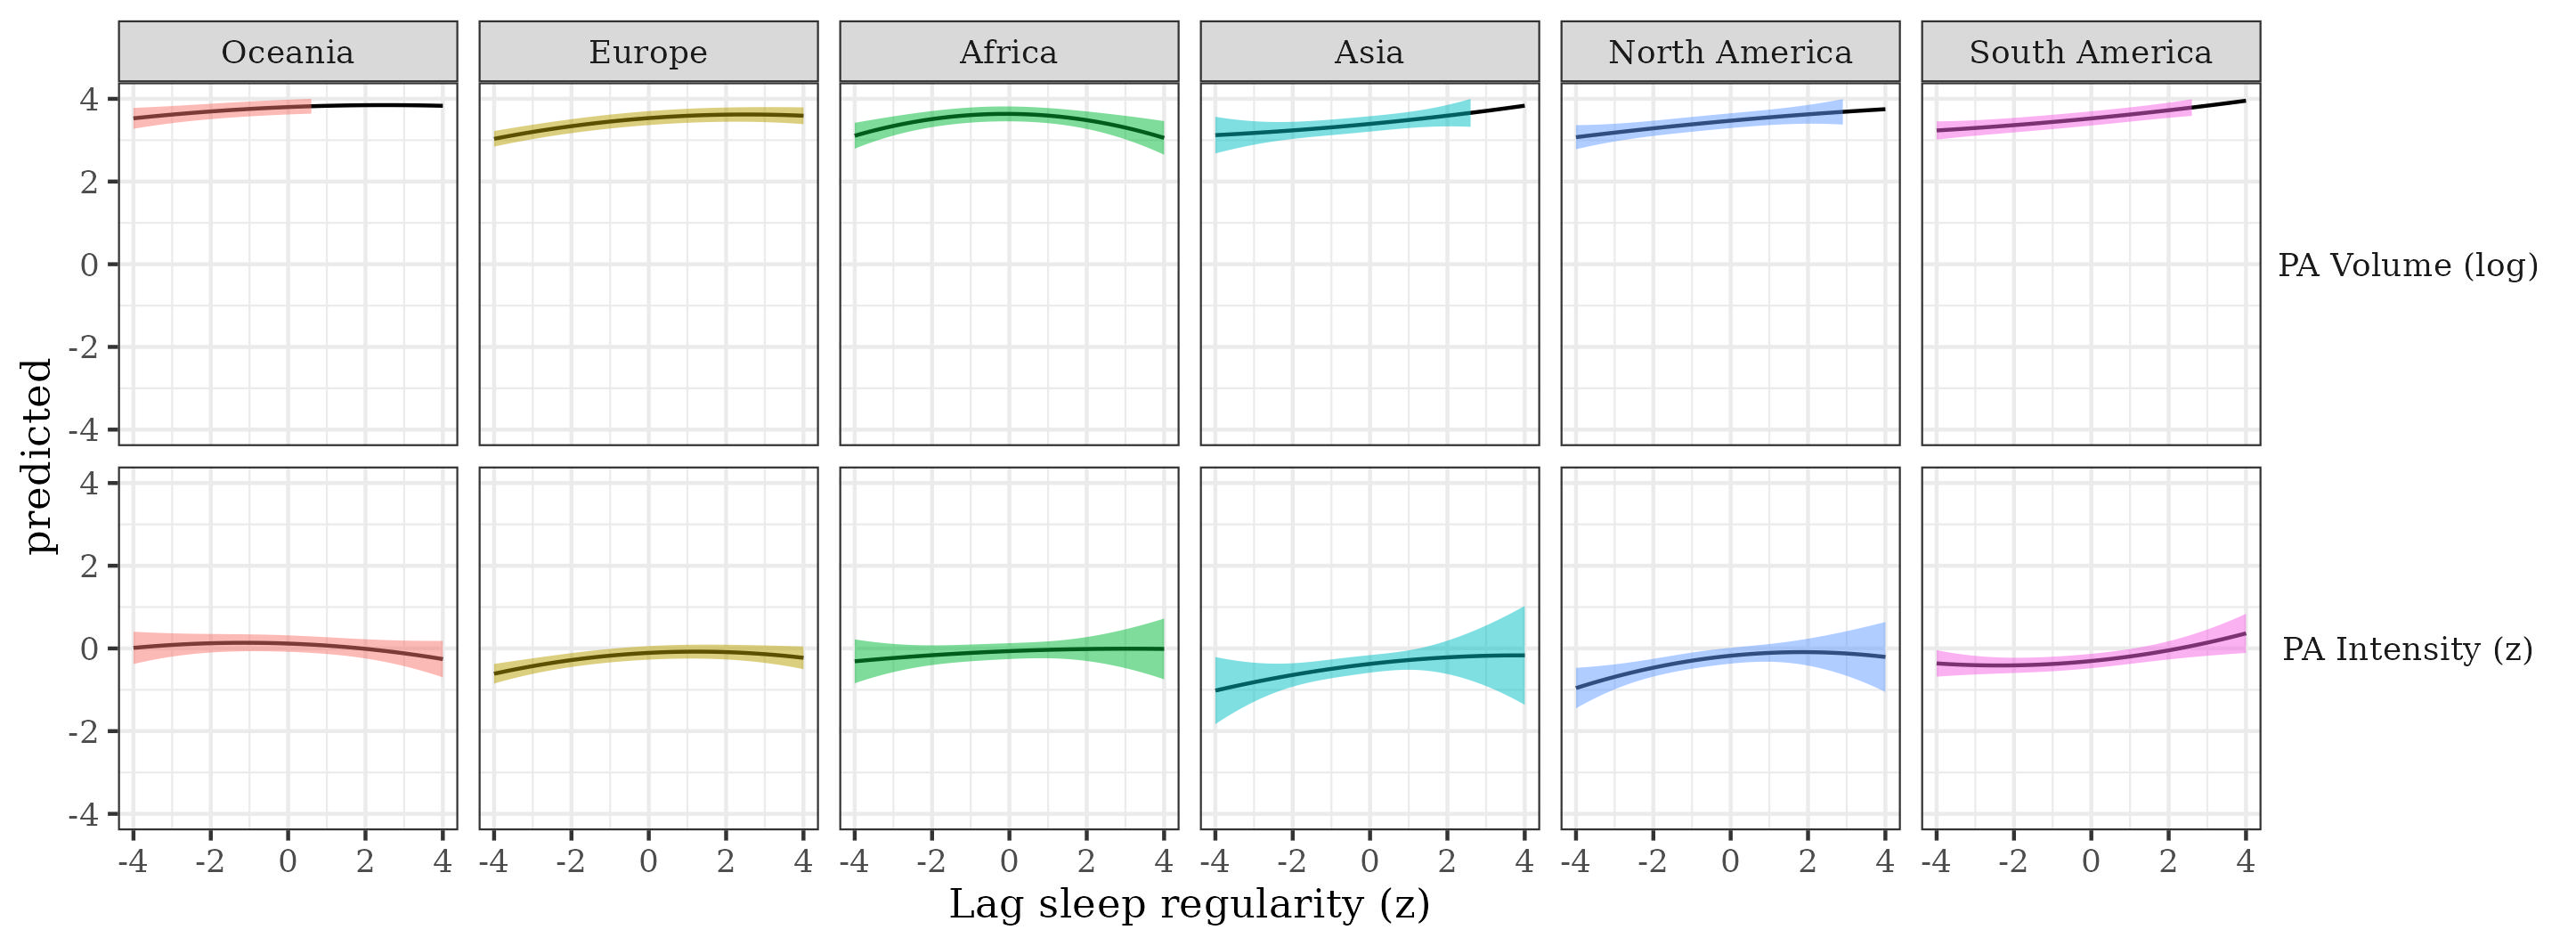 Oceania Europe Africa Asia North America South America
4
2
0
-2
-4
PA Volume (log)
predicted
4
2
0
-2
-4
PA Intensity (z)
-4 -2 0 2 4 -4 -2 0 2 4 -4 -2 0 2 4 -4 -2 0 2 4 -4 -2 0 2 4 -4 -2 0 2 4
Lag sleep regularity (z)